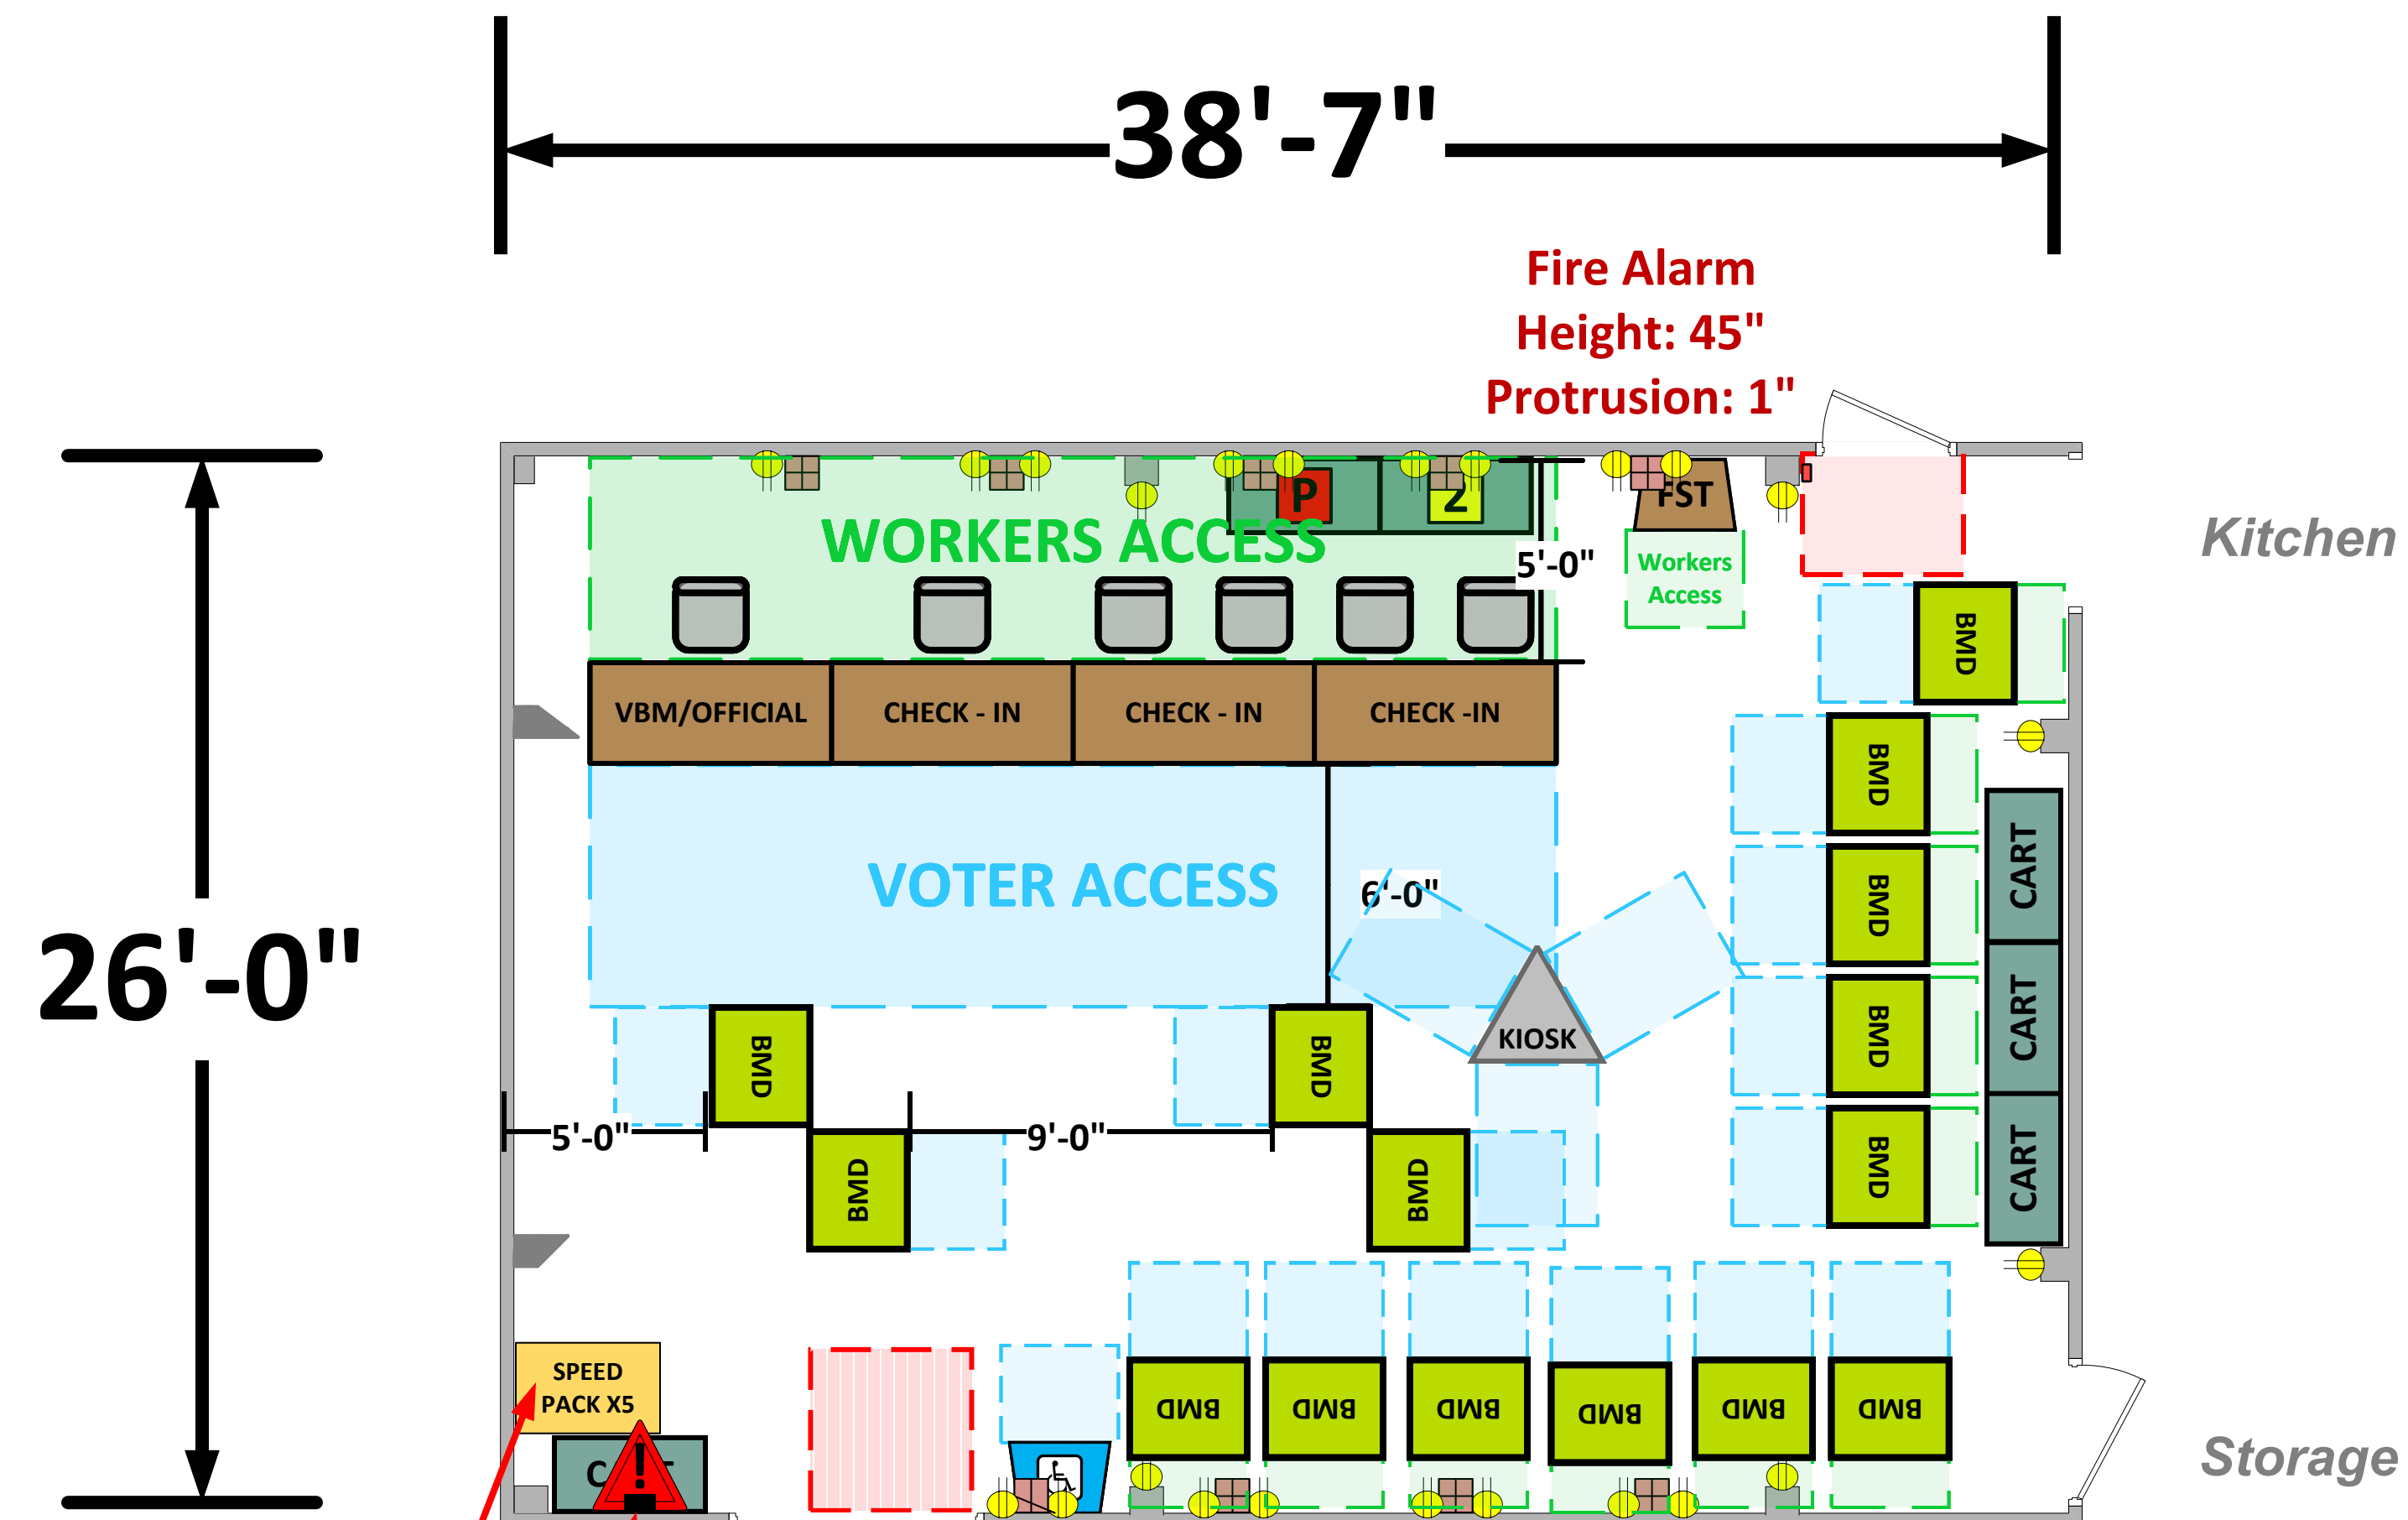 38'-7"
Fire Alarm
Height: 45"
Protrusion: 1"
26'-0"
Kitchen
Storage
P
2
FST
WORKERS ACCESS
5'-0"
Workers
Access
VBM/OFFICIAL
CHECK - IN
CHECK - IN
CHECK -IN
VOTER ACCESS
6'-0"
KIOSK
BMD
BMD
BMD
BMD
BMD
CART
CART
CART
BMD
BMD
5'-0"
9'-0"
BMD
BMD
SPEED
PACK X5
!
BMD
BMD
BMD
BMD
BMD
BMD